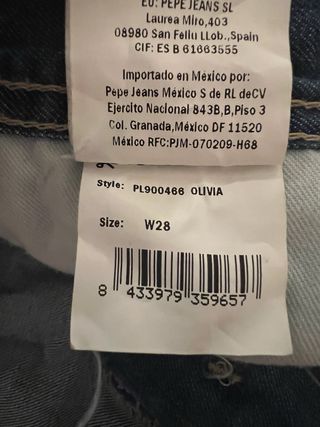 EU: PEPE JEANS SL
Laurea Miro,403
08980 San Feliu LLob.,Spain
CIF: ES B 61663555
Importado en México por:
Pepe Jeans México S de RL deCV
Ejercito Nacional 843B,B,Piso 3
Col. Granada,México DF 11520
México RFC:PJM-070209-H68
Style: PL900466 OLIVIA
Size: W28
8 433979 359657